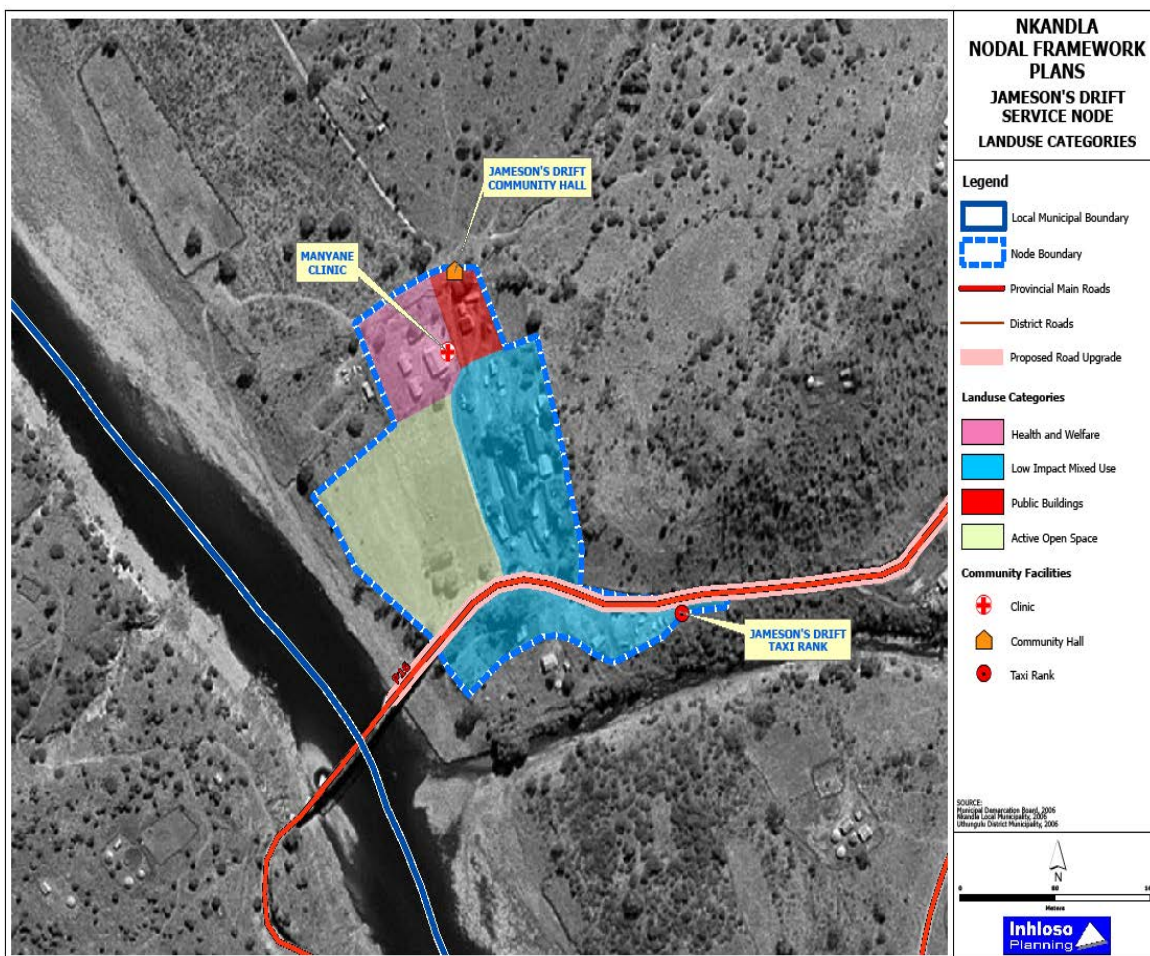 NKANDLA
NODAL FRAMEWORK
PLANS
JAMESON'S DRIFT
SERVICE NODE
LANDUSE CATEGORIES
Legend
Local Municipal Boundary
Node Boundary
Provincial Main Roads
District Roads
Proposed Road Upgrade
Landuse Categories
Health and Welfare
Low Impact Mixed Use
Public Buildings
Active Open Space
Community Facilities
Clinic
Community Hall
Taxi Rank
SOURCE:
Municipal Demarcation Board, 2006
Nkandla Local Municipality, 2006
Uthungulu District Municipality, 2006
N
0
80
Meters
Inhloso
Planning
JAMESON'S DRIFT
COMMUNITY HALL
MANYANE
CLINIC
JAMESON'S DRIFT
TAXI RANK